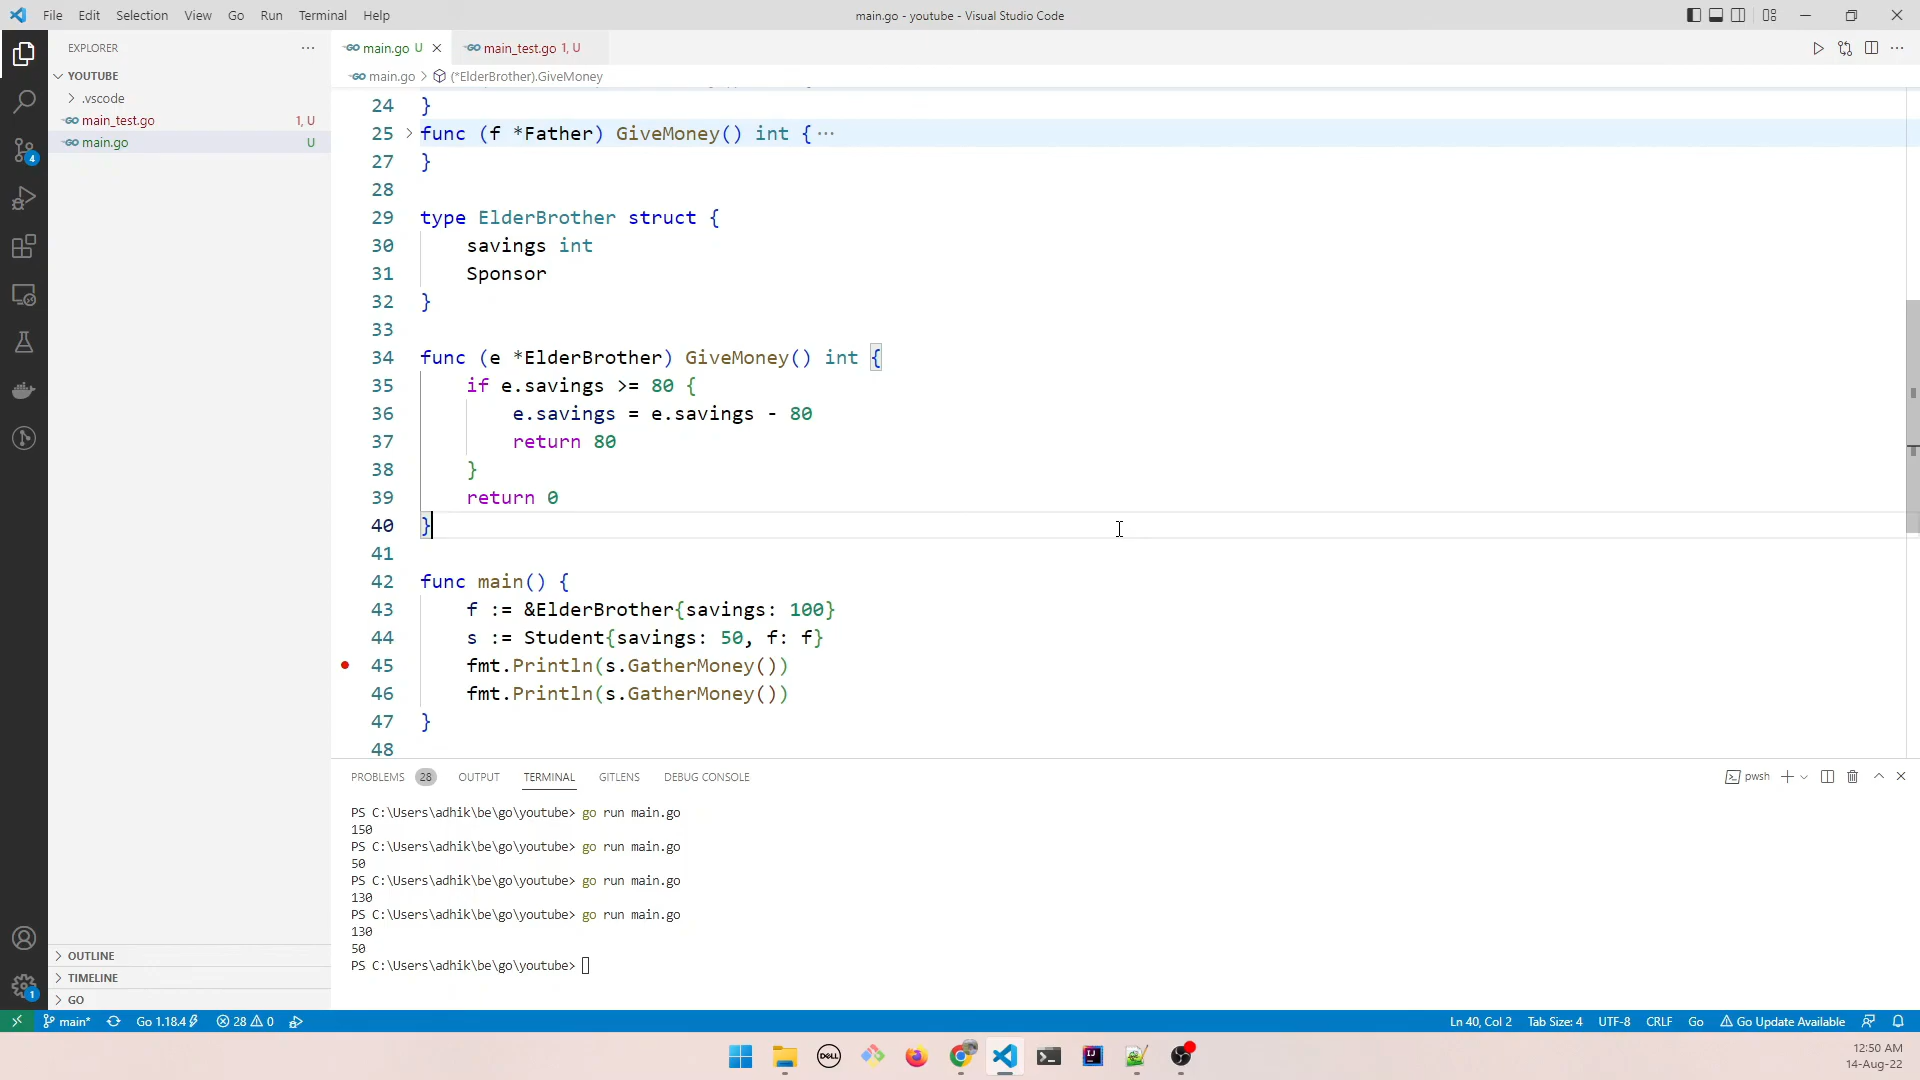 File Edit Selection View Go Run Terminal Help
main.go - youtube - Visual Studio Code
EXPLORER
YOUTUBE
.vscode
main_test.go 1, U
main.go U
OUTLINE
TIMELINE
GO
main.go U
main_test.go 1, U
main.go > (*ElderBrother).GiveMoney
24 }
25 func (f *Father) GiveMoney() int {···
27 }
28
29 type ElderBrother struct {
30 savings int
31 Sponsor
32 }
33
34 func (e *ElderBrother) GiveMoney() int {
35 if e.savings >= 80 {
36 e.savings = e.savings - 80
37 return 80
38 }
39 return 0
40 }
41
42 func main() {
43 f := &ElderBrother{savings: 100}
44 s := Student{savings: 50, f: f}
45 fmt.Println(s.GatherMoney())
46 fmt.Println(s.GatherMoney())
47 }
48
PROBLEMS 28 OUTPUT TERMINAL GITLENS DEBUG CONSOLE
pwsh
PS C:\Users\adhik\be\go\youtube> go run main.go
150
PS C:\Users\adhik\be\go\youtube> go run main.go
50
PS C:\Users\adhik\be\go\youtube> go run main.go
130
PS C:\Users\adhik\be\go\youtube> go run main.go
130
50
PS C:\Users\adhik\be\go\youtube>
4
1
main* Go 1.18.4 28 0
Ln 40, Col 2 Tab Size: 4 UTF-8 CRLF Go Go Update Available
DELL
IJ
12:50 AM
14-Aug-22